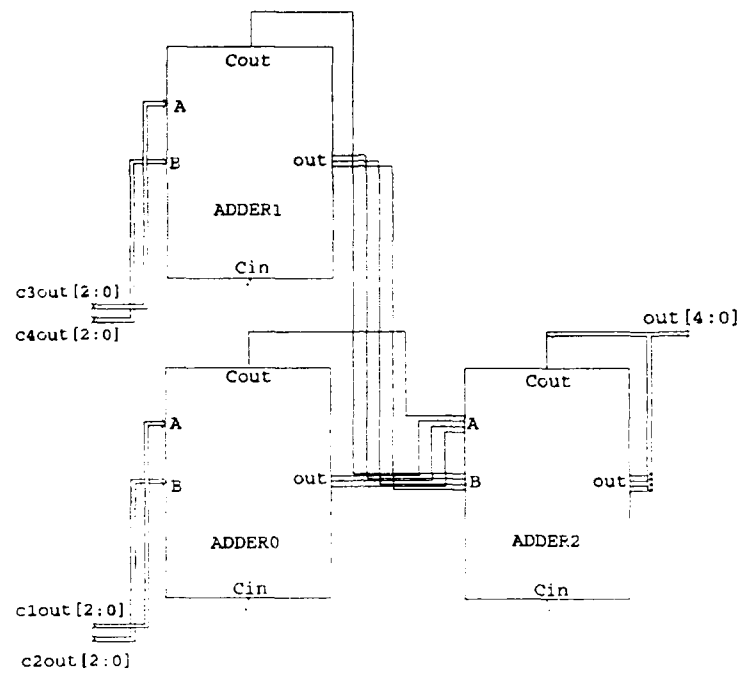 Cout
A
B
out
ADDER1
Cin
c3out[2:0]
c4out[2:0]
out[4:0]
Cout
A
B
out
ADDER0
Cin
Cout
A
B
out
ADDER2
Cin
c1out[2:0]
c2out[2:0]